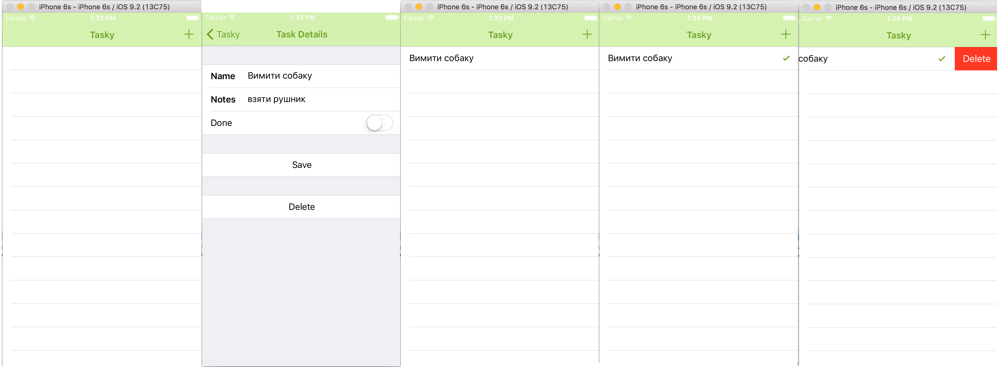 iPhone 6s - iPhone 6s / iOS 9.2 (13C75)
Carrier 1:32 PM
Tasky
Carrier 1:33 PM
Tasky Task Details
Name Вимити собаку
Notes взяти рушник
Done
Save
Delete
iPhone 6s - iPhone 6s / iOS 9.2 (13C75)
Carrier 1:33 PM
Tasky
Вимити собаку
iPhone 6s - iPhone 6s / iOS 9.2 (13C75)
Carrier 1:34 PM
Tasky
Вимити собаку
iPhone 6s - iPhone 6s / iOS 9.2 (13C75)
Carrier 1:34 PM
Tasky
собаку Delete